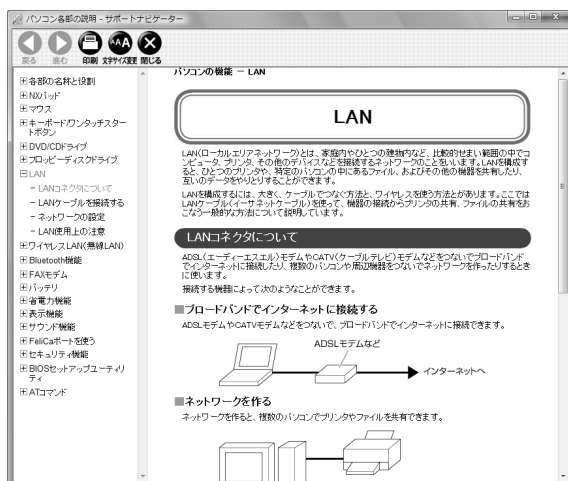 パソコン各部の説明 - サポートナビゲーター
戻る 進む 印刷 文字サイズ変更 閉じる
各部の名称と役割
NXパッド
マウス
キーボード/ワンタッチスター
トボタン
DVD/CDドライブ
フロッピーディスクドライブ
LAN
- LANコネクタについて
- LANケーブルを接続する
- ネットワークの設定
- LAN使用上の注意
ワイヤレスLAN(無線LAN)
Bluetooth機能
FAXモデム
バッテリ
省電力機能
表示機能
サウンド機能
FeliCaポートを使う
セキュリティ機能
BIOSセットアップユーティリ
ティ
ATコマンド
パソコンの機能 － LAN
LAN
LAN(ローカルエリアネットワーク)とは、家庭内やひとつの建物内など、比較的せまい範囲の中でコ
ンピュータ、プリンタ、その他のデバイスなどを接続するネットワークのことをいいます。LANを構成す
ると、ひとつのプリンタや、特定のパソコンの中にあるファイル、およびその他の機器を共有したり、
互いのデータをやりとりすることができます。
LANを構成するには、大きく、ケーブルでつなぐ方法と、ワイヤレスを使う方法とがあります。ここでは
LANケーブル(イーサネットケーブル)を使って、機器の接続からプリンタの共有、ファイルの共有をお
こなう一般的な方法について説明しています。
LANコネクタについて
ADSL(エーディーエスエル)モデムやCATV(ケーブルテレビ)モデムなどをつないでブロードバンド
でインターネットに接続したり、複数のパソコンや周辺機器をつないでネットワークを作ったりするとき
に使います。
接続する機器によって次のようなことができます。
■ブロードバンドでインターネットに接続する
ADSLモデムやCATVモデムなどをつないで、ブロードバンドでインターネットに接続できます。
ADSLモデムなど
インターネットへ
■ネットワークを作る
ネットワークを作ると、複数のパソコンでプリンタやファイルを共有できます。